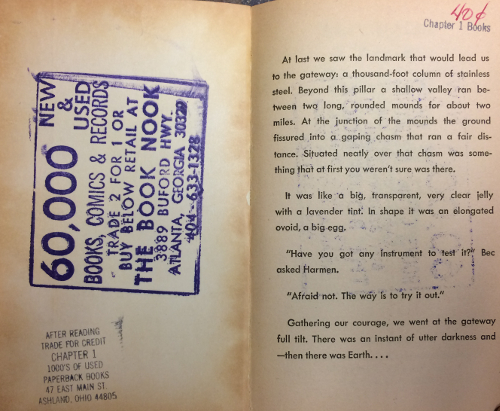 60,000 NEW & USED
BOOKS, COMICS & RECORDS
TRADE 2 FOR 1 OR
BUY BELOW RETAIL AT
THE BOOK NOOK
3889 BUFORD HWY.
ATLANTA, GEORGIA 30329
404-633-1328
AFTER READING
TRADE FOR CREDIT
CHAPTER 1
1000'S OF USED
PAPERBACK BOOKS
47 EAST MAIN ST.
ASHLAND, OHIO 44805
40¢
Chapter 1 Books
At last we saw the landmark that would lead us
to the gateway: a thousand-foot column of stainless
steel. Beyond this pillar a shallow valley ran be-
tween two long, rounded mounds for about two
miles. At the junction of the mounds the ground
fissured into a gaping chasm that ran a fair dis-
tance. Situated neatly over that chasm was some-
thing that at first you weren't sure was there.
It was like a big, transparent, very clear jelly
with a lavender tint. In shape it was an elongated
ovoid, a big egg.
"Have you got any instrument to test it?" Bec
asked Harmen.
"Afraid not. The way is to try it out."
Gathering our courage, we went at the gateway
full tilt. There was an instant of utter darkness and
—then there was Earth. . . .